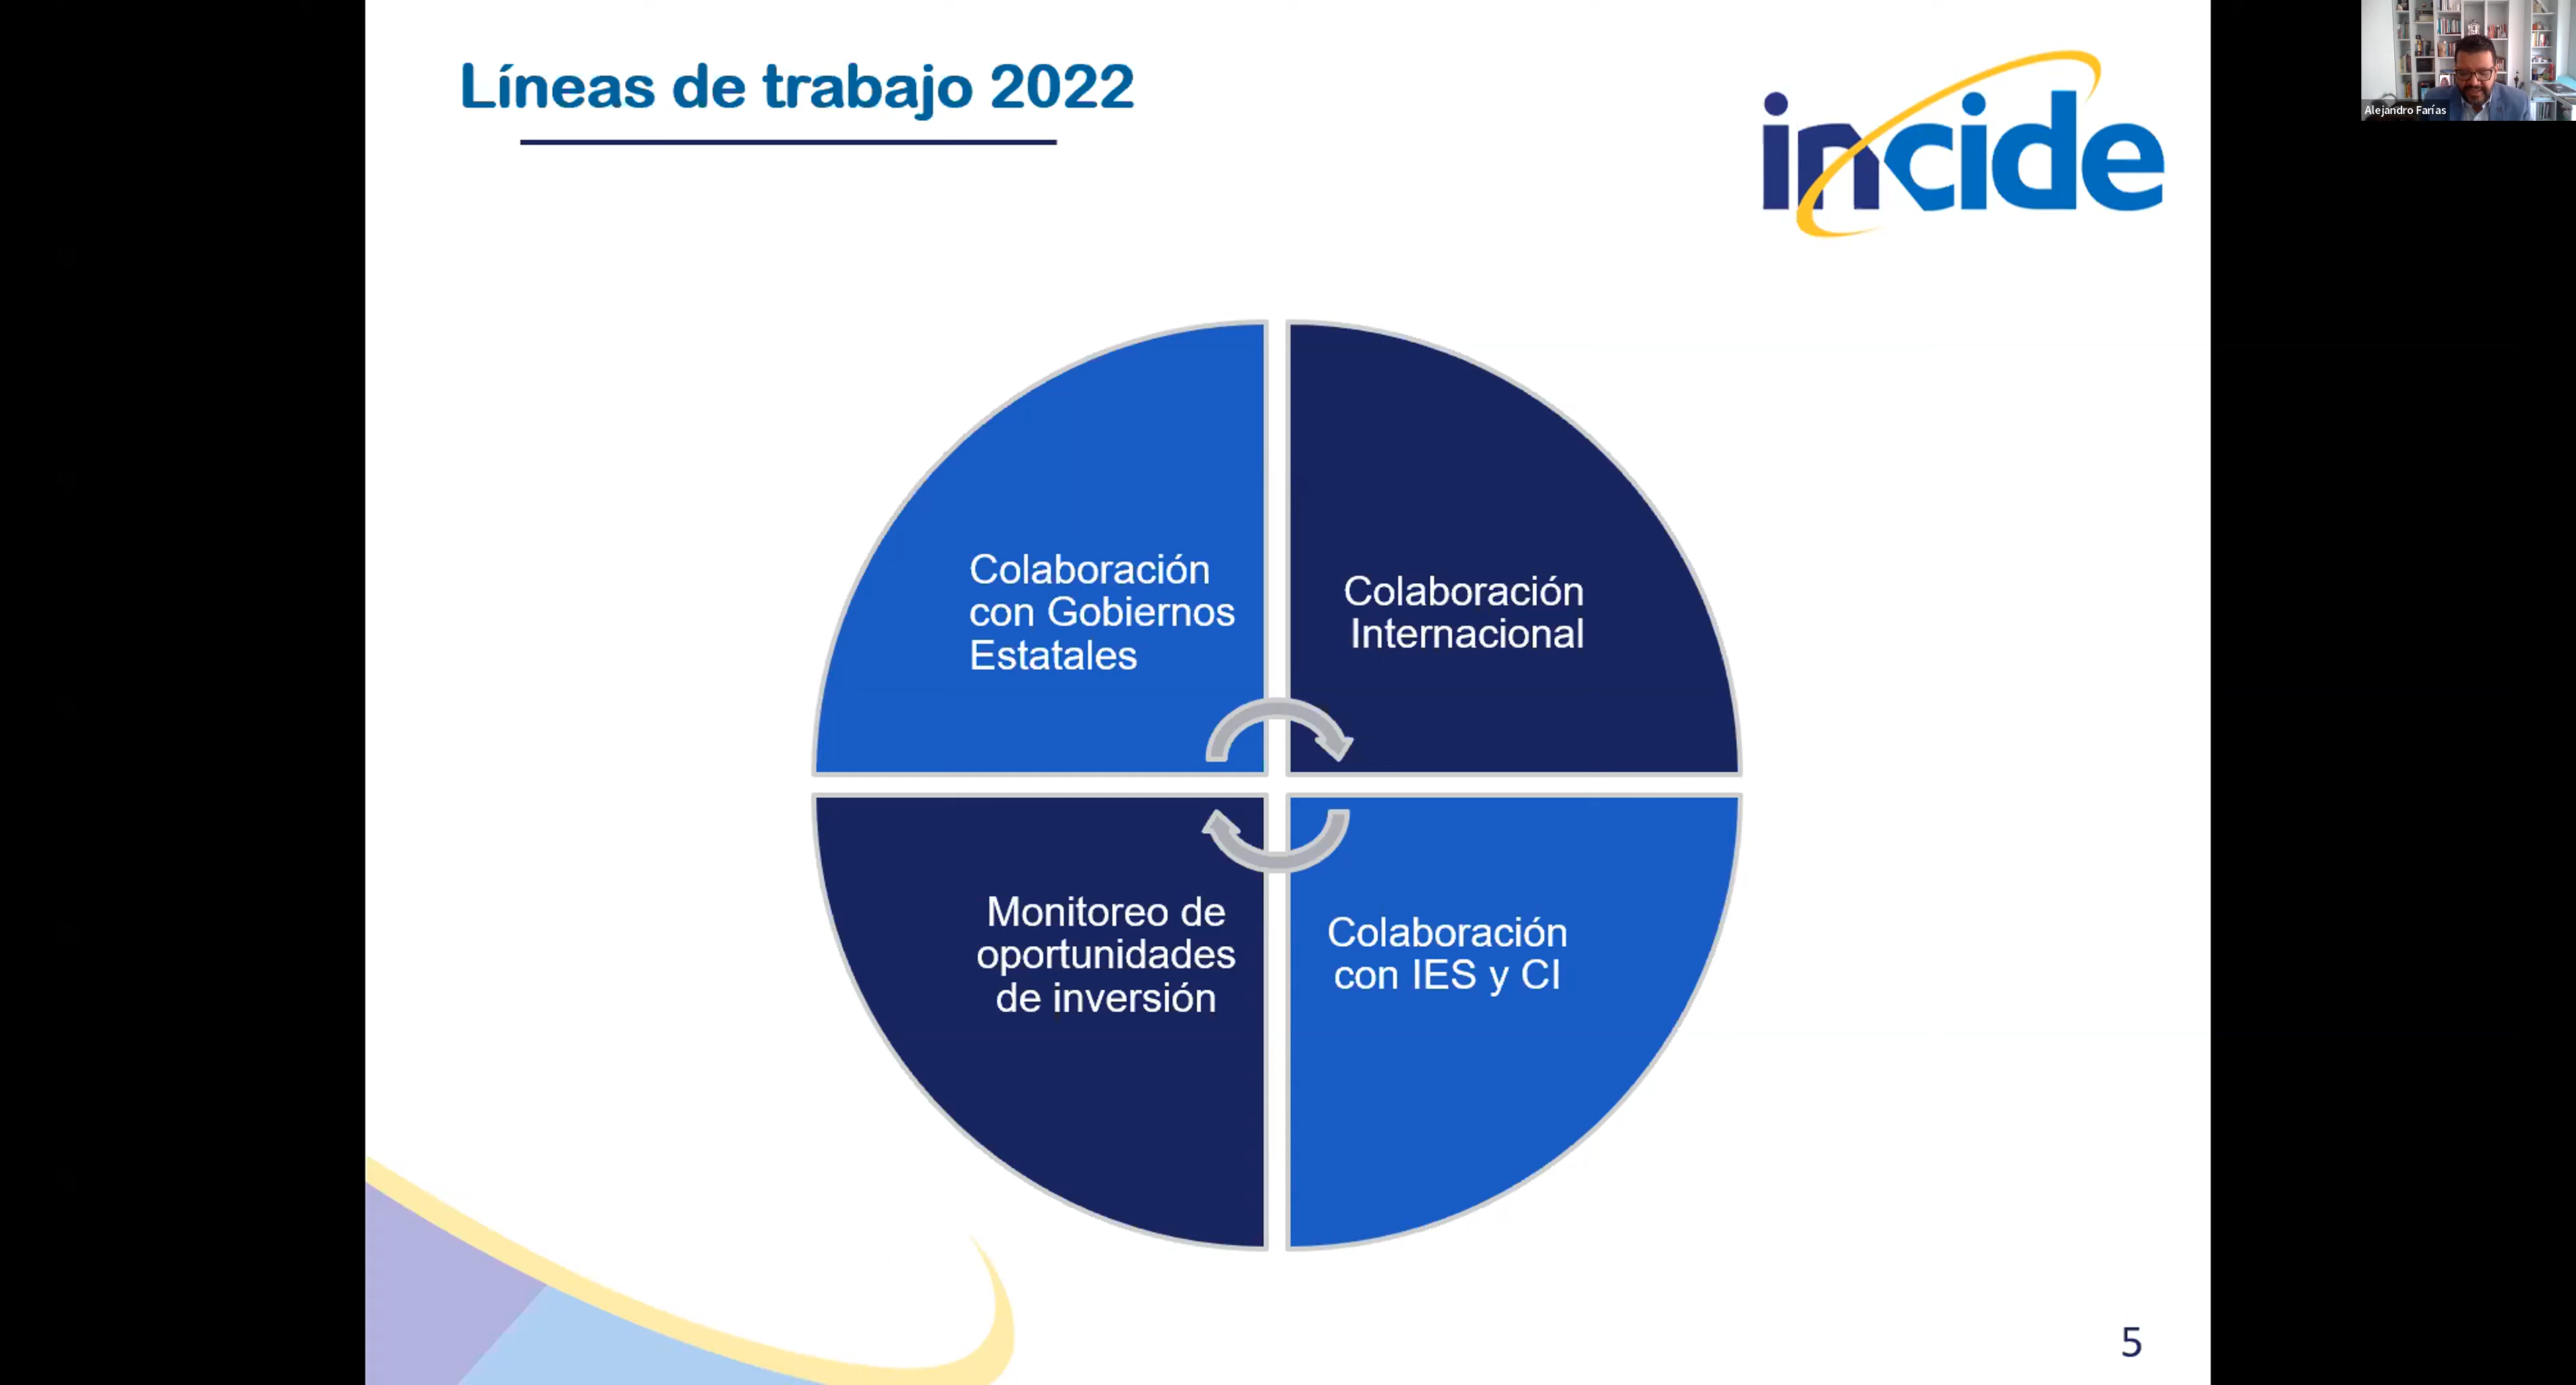 Líneas de trabajo 2022
incide
Alejandro Farías
Colaboración
con Gobiernos
Estatales
Colaboración
Internacional
Monitoreo de
oportunidades
de inversión
Colaboración
con IES y CI
5